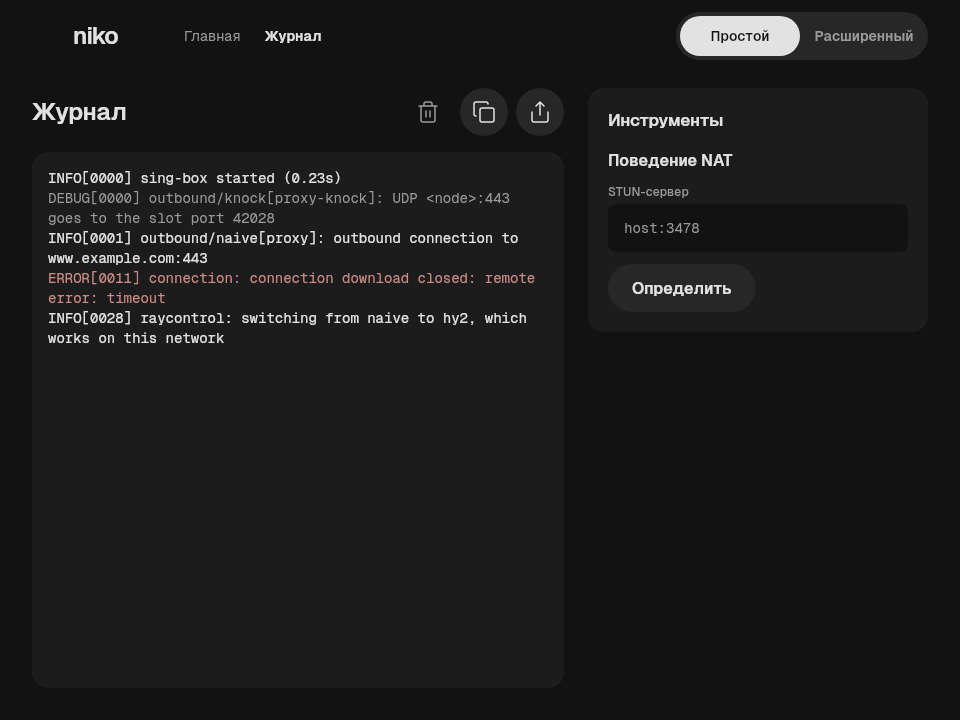 niko
Главная
Журнал
Простой
Расширенный
Журнал
INFO[0000] sing-box started (0.23s)
DEBUG[0000] outbound/knock[proxy-knock]: UDP <node>:443
goes to the slot port 42028
INFO[0001] outbound/naive[proxy]: outbound connection to
www.example.com:443
ERROR[0011] connection: connection download closed: remote
error: timeout
INFO[0028] raycontrol: switching from naive to hy2, which
works on this network
Инструменты
Поведение NAT
STUN-сервер
host:3478
Определить